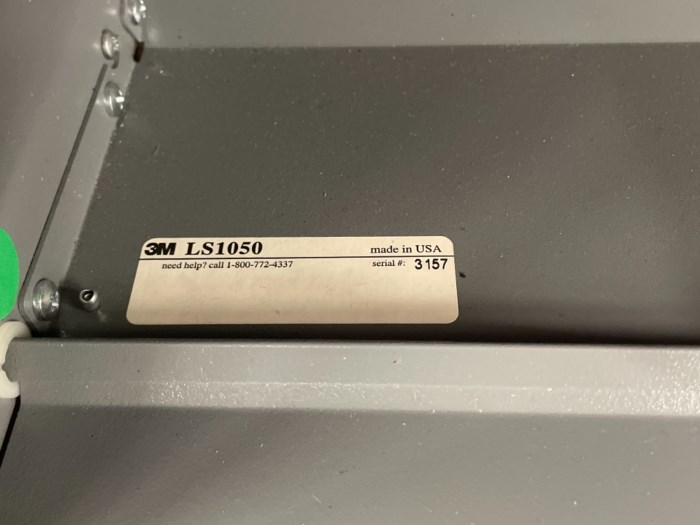 3M LS1050 made in USA
need help? call 1-800-772-4337 serial #: 3157